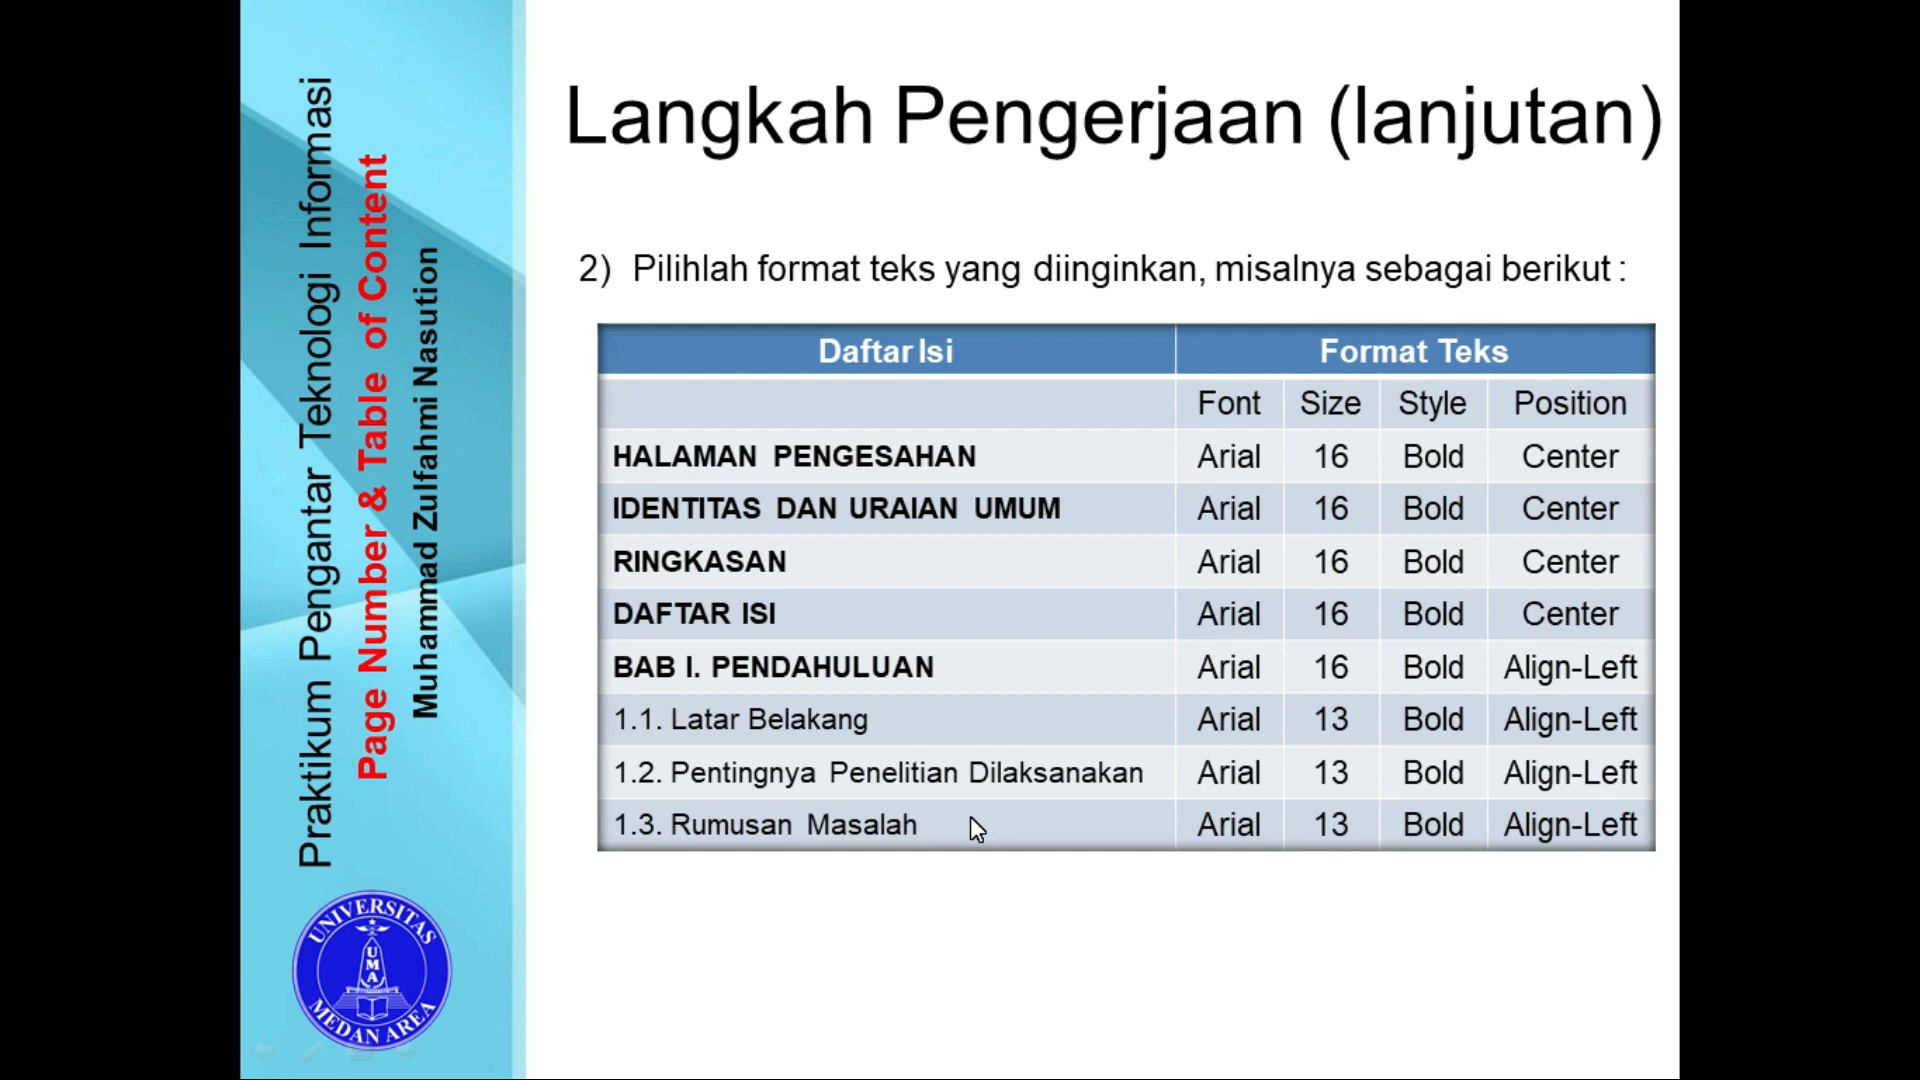 Praktikum Pengantar Teknologi Informasi
Page Number & Table of Content
Muhammad Zulfahmi Nasution
UNIVERSITAS
UMA
MEDAN AREA
Langkah Pengerjaan (lanjutan)
2) Pilihlah format teks yang diinginkan, misalnya sebagai berikut :
Daftar Isi Format Teks
Font Size Style Position
HALAMAN PENGESAHAN Arial 16 Bold Center
IDENTITAS DAN URAIAN UMUM Arial 16 Bold Center
RINGKASAN Arial 16 Bold Center
DAFTAR ISI Arial 16 Bold Center
BAB I. PENDAHULUAN Arial 16 Bold Align-Left
1.1. Latar Belakang Arial 13 Bold Align-Left
1.2. Pentingnya Penelitian Dilaksanakan Arial 13 Bold Align-Left
1.3. Rumusan Masalah Arial 13 Bold Align-Left